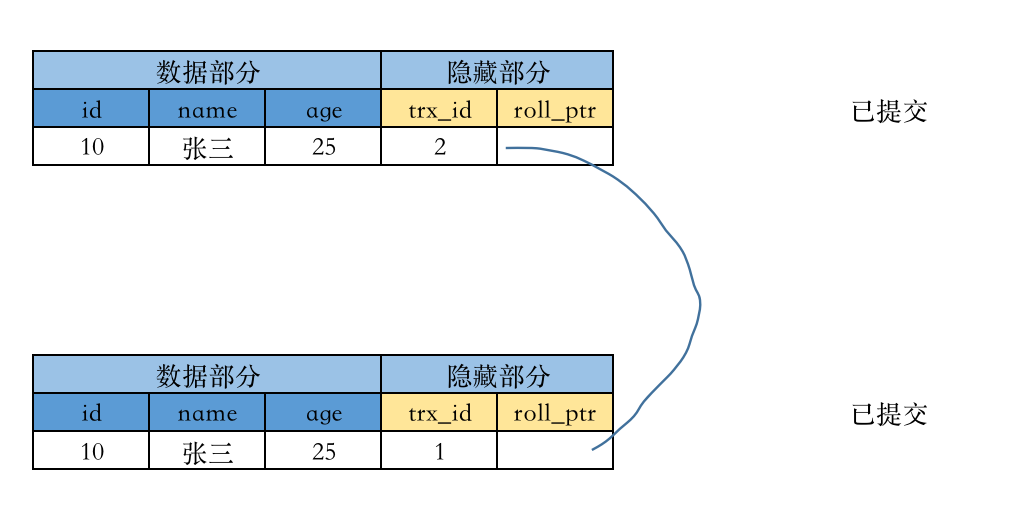 数据部分 隐藏部分
id name age trx_id roll_ptr 已提交
10 张三 25 2
数据部分 隐藏部分
id name age trx_id roll_ptr 已提交
10 张三 25 1